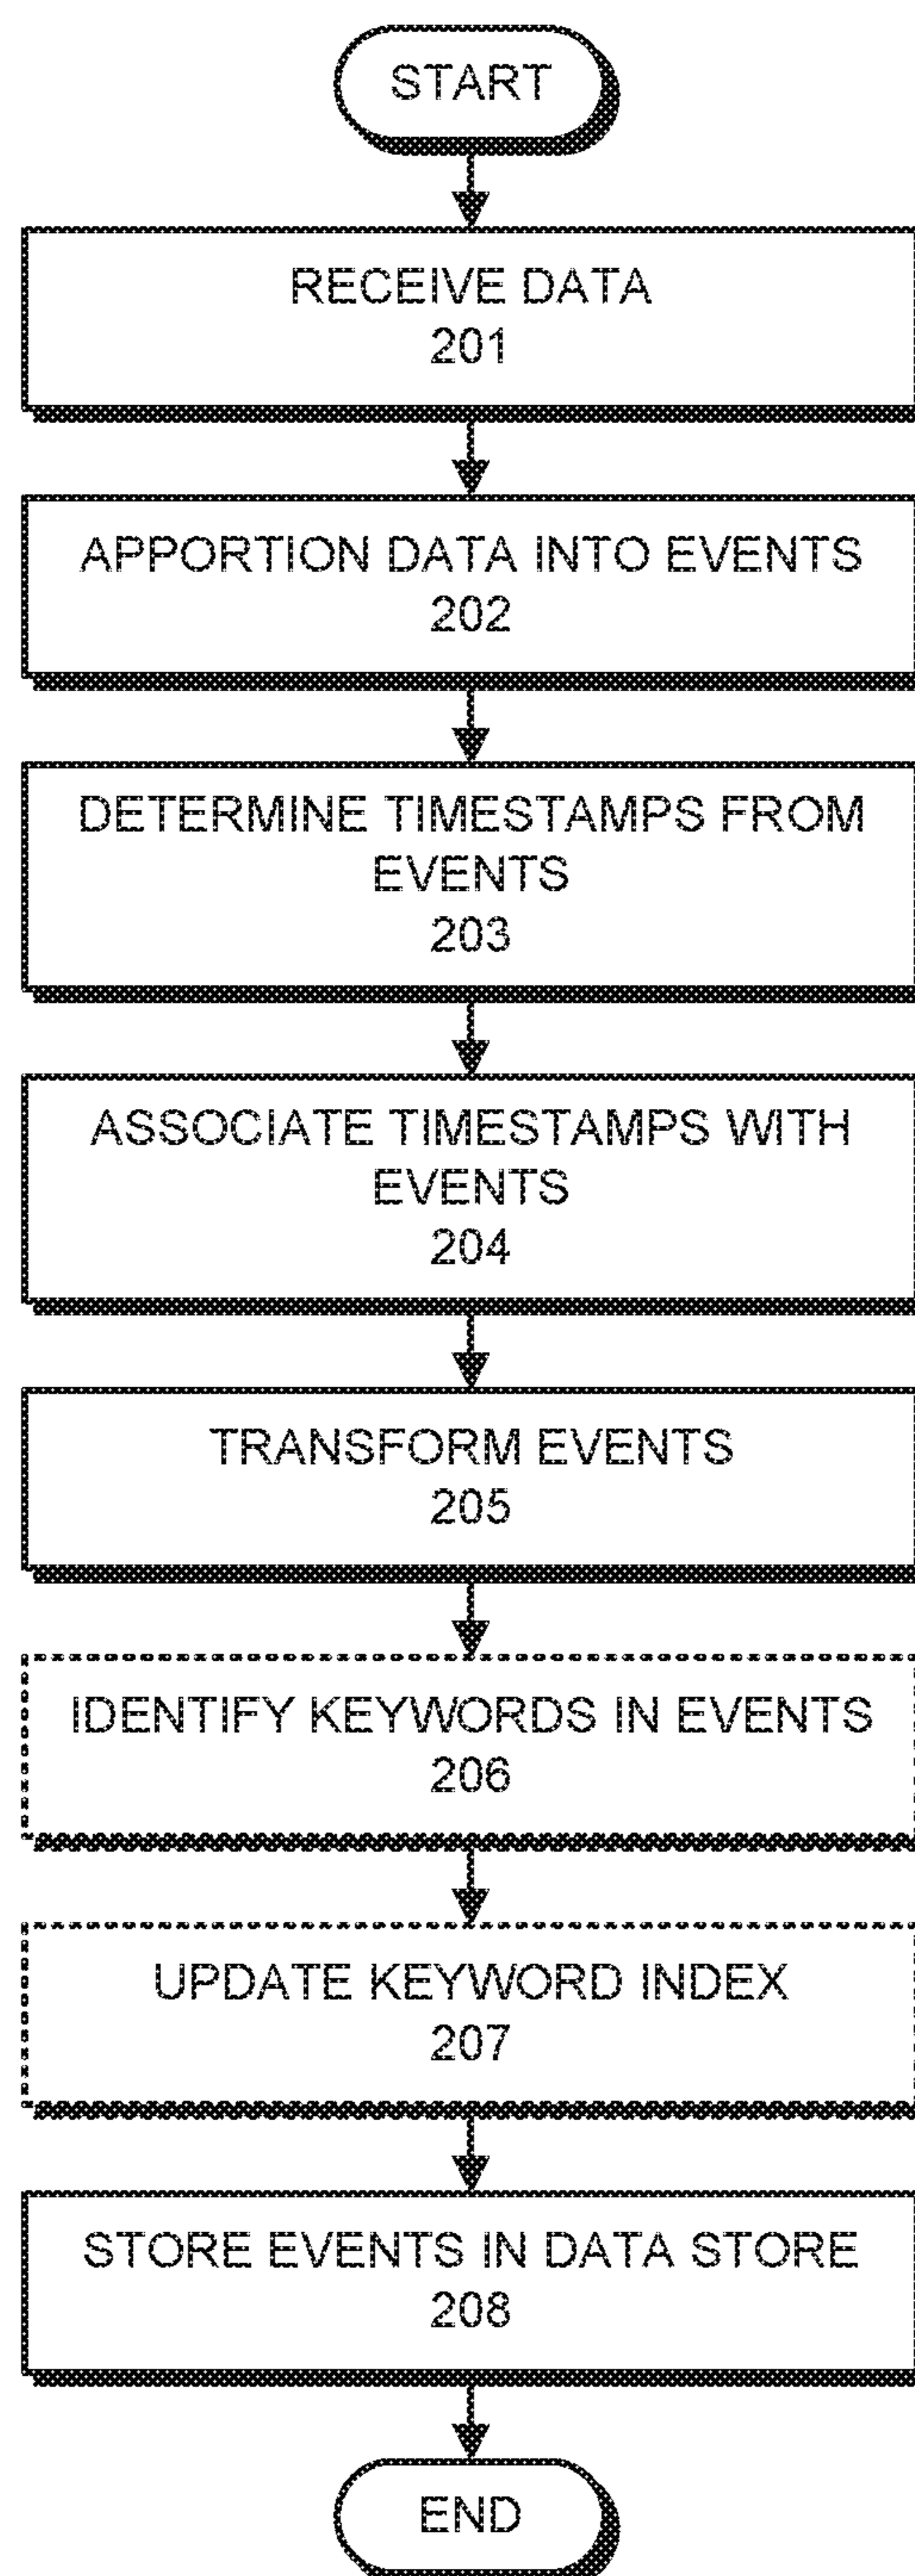 START
RECEIVE DATA
201
APPORTION DATA INTO EVENTS
202
DETERMINE TIMESTAMPS FROM
EVENTS
203
ASSOCIATE TIMESTAMPS WITH
EVENTS
204
TRANSFORM EVENTS
205
IDENTIFY KEYWORDS IN EVENTS
206
UPDATE KEYWORD INDEX
207
STORE EVENTS IN DATA STORE
208
END